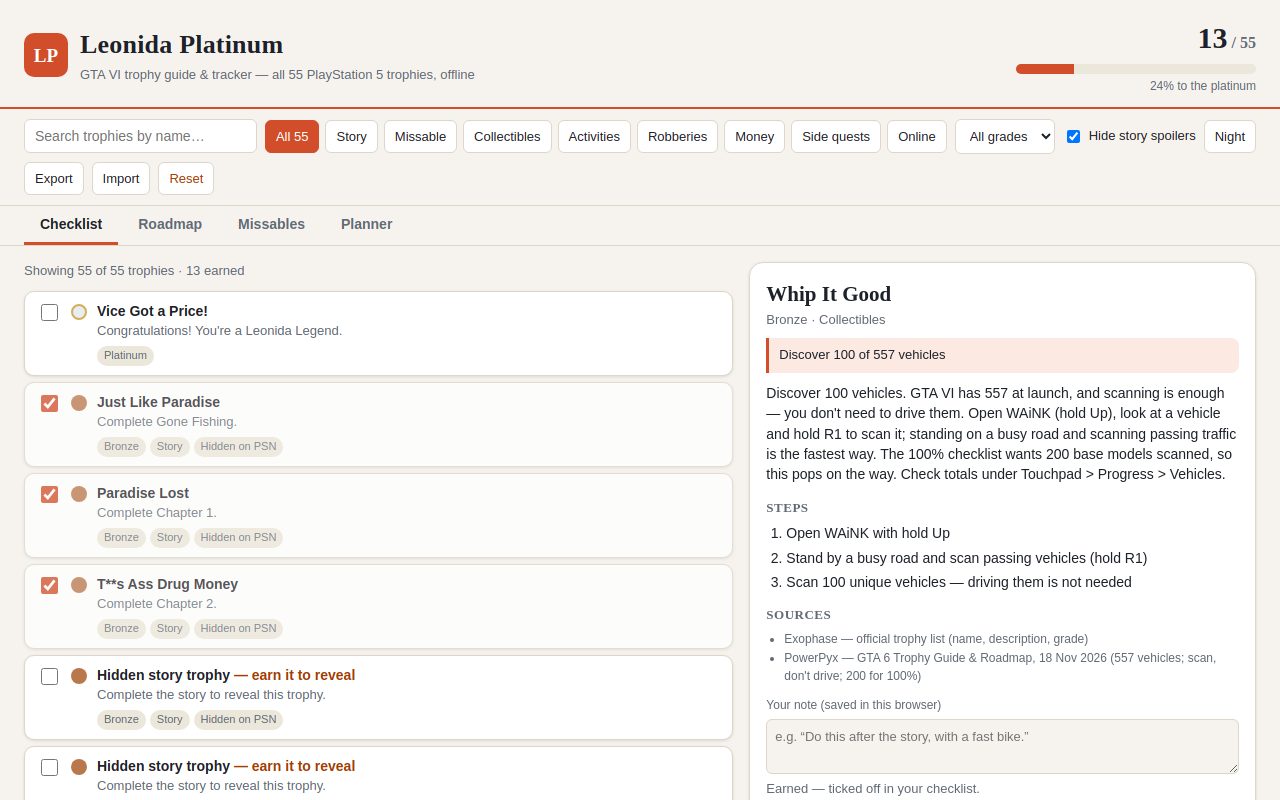 LP
Leonida Platinum
GTA VI trophy guide & tracker — all 55 PlayStation 5 trophies, offline
13 / 55
24% to the platinum
Search trophies by name…
All 55
Story
Missable
Collectibles
Activities
Robberies
Money
Side quests
Online
All grades
Hide story spoilers
Night
Export
Import
Reset
Checklist
Roadmap
Missables
Planner
Showing 55 of 55 trophies · 13 earned
Vice Got a Price!
Congratulations! You're a Leonida Legend.
Platinum
Just Like Paradise
Complete Gone Fishing.
Bronze Story Hidden on PSN
Paradise Lost
Complete Chapter 1.
Bronze Story Hidden on PSN
T**s Ass Drug Money
Complete Chapter 2.
Bronze Story Hidden on PSN
Hidden story trophy — earn it to reveal
Complete the story to reveal this trophy.
Bronze Story Hidden on PSN
Hidden story trophy — earn it to reveal
Complete the story to reveal this trophy.
Whip It Good
Bronze · Collectibles
Discover 100 of 557 vehicles
Discover 100 vehicles. GTA VI has 557 at launch, and scanning is enough
— you don't need to drive them. Open WAiNK (hold Up), look at a vehicle
and hold R1 to scan it; standing on a busy road and scanning passing traffic
is the fastest way. The 100% checklist wants 200 base models scanned, so
this pops on the way. Check totals under Touchpad > Progress > Vehicles.
STEPS
1. Open WAiNK with hold Up
2. Stand by a busy road and scan passing vehicles (hold R1)
3. Scan 100 unique vehicles — driving them is not needed
SOURCES
• Exophase — official trophy list (name, description, grade)
• PowerPyx — GTA 6 Trophy Guide & Roadmap, 18 Nov 2026 (557 vehicles; scan,
don't drive; 200 for 100%)
Your note (saved in this browser)
e.g. “Do this after the story, with a fast bike.”
Earned — ticked off in your checklist.